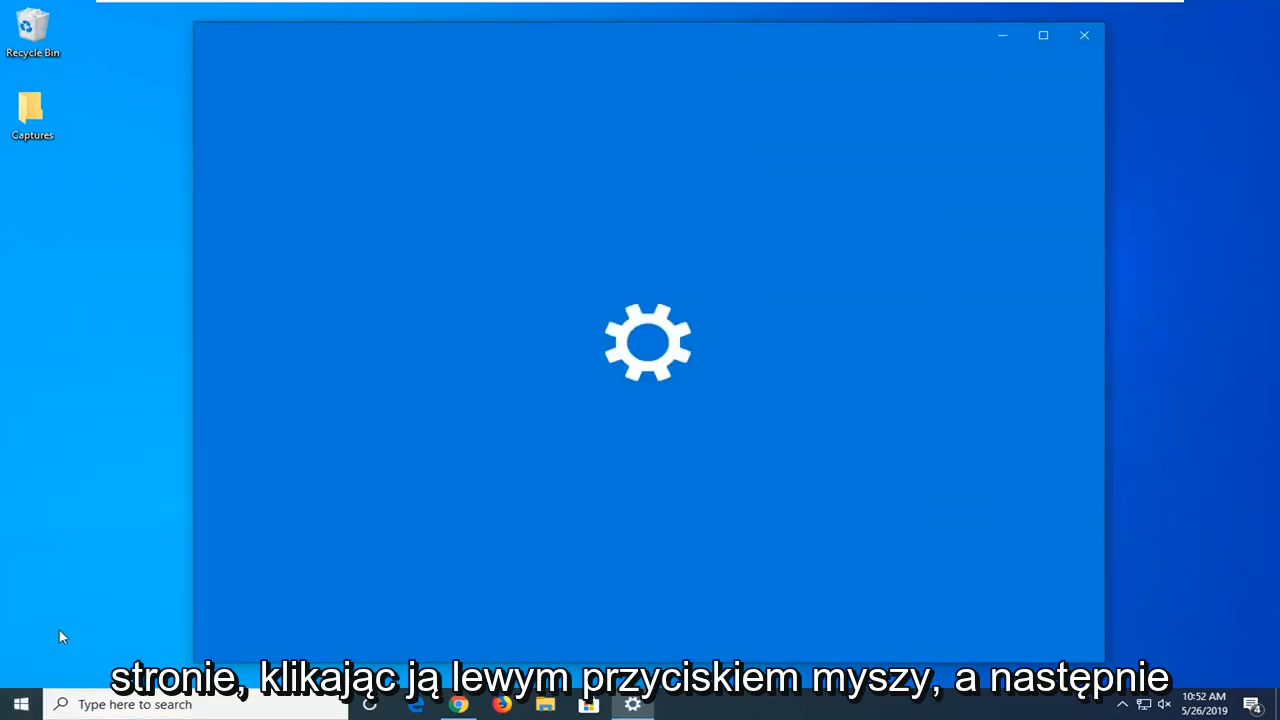 Recycle Bin
Captures
stronie, klikając ją lewym przyciskiem myszy, a następnie
Type here to search
10:52 AM
5/26/2019
4